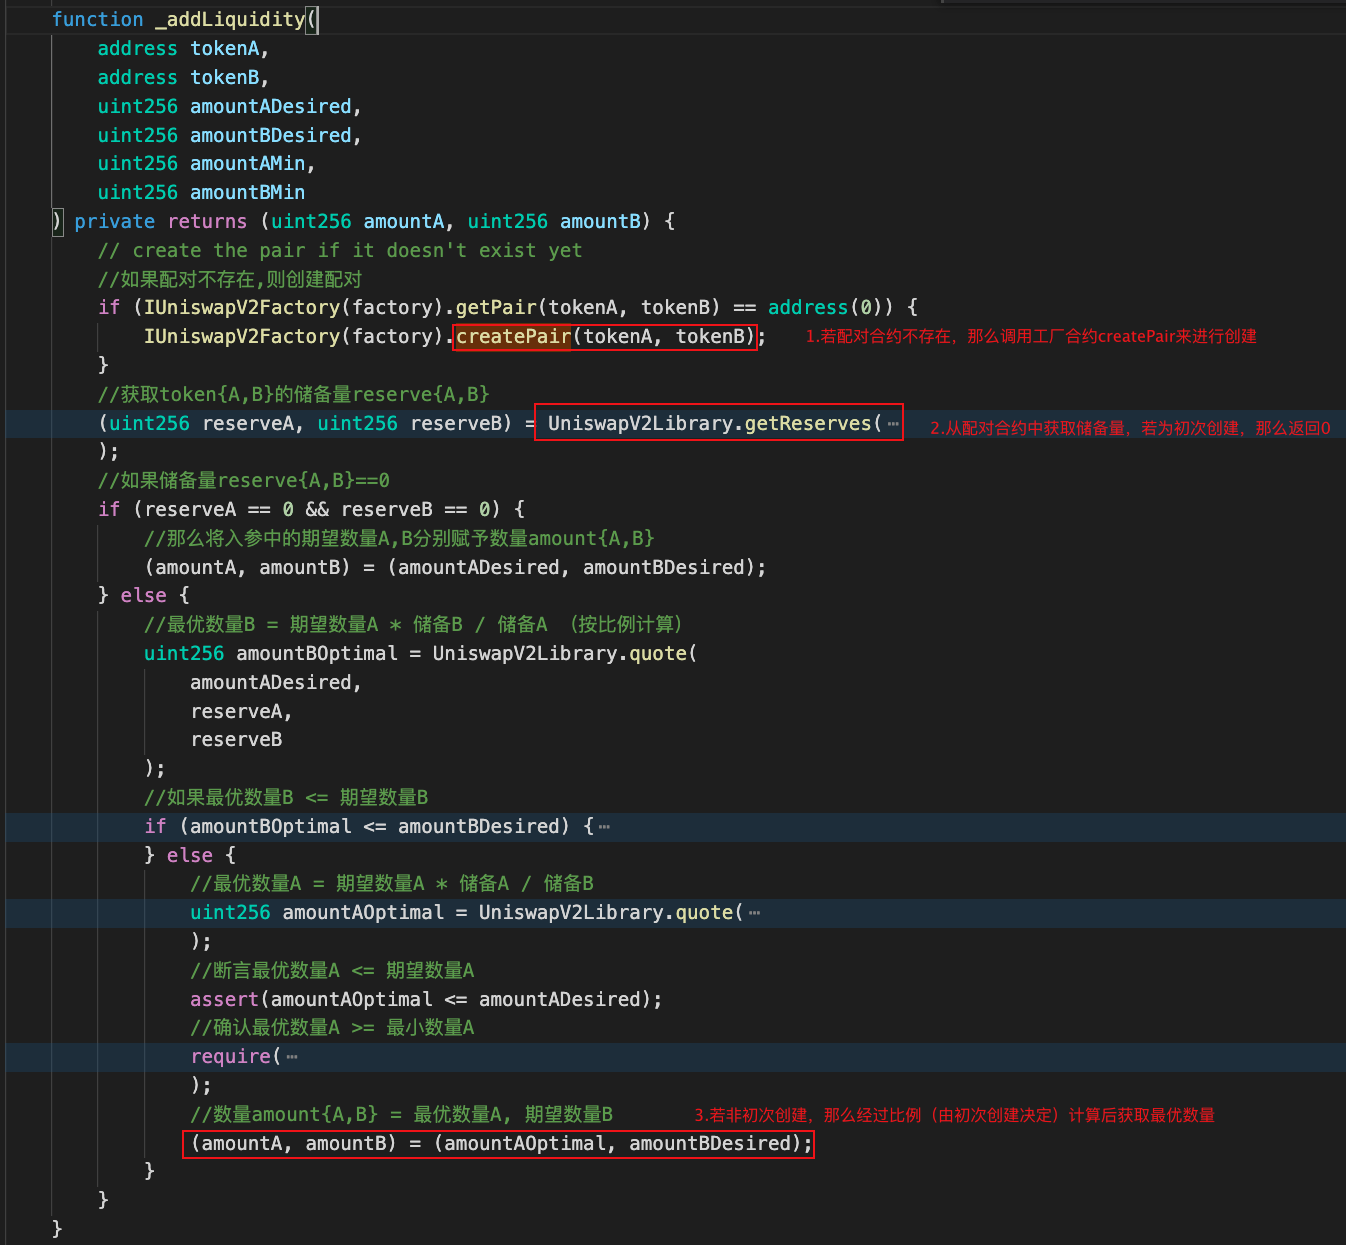 function _addLiquidity(
address tokenA,
address tokenB,
uint256 amountADesired,
uint256 amountBDesired,
uint256 amountAMin,
uint256 amountBMin
) private returns (uint256 amountA, uint256 amountB) {
// create the pair if it doesn't exist yet
//如果配对不存在,则创建配对
if (IUniswapV2Factory(factory).getPair(tokenA, tokenB) == address(0)) {
IUniswapV2Factory(factory).createPair(tokenA, tokenB); 1.若配对合约不存在，那么调用工厂合约createPair来进行创建
}
//获取token{A,B}的储备量reserve{A,B}
(uint256 reserveA, uint256 reserveB) = UniswapV2Library.getReserves(⋯ 2.从配对合约中获取储备量，若为初次创建，那么返回0
);
//如果储备量reserve{A,B}==0
if (reserveA == 0 && reserveB == 0) {
//那么将入参中的期望数量A,B分别赋予数量amount{A,B}
(amountA, amountB) = (amountADesired, amountBDesired);
} else {
//最优数量B = 期望数量A * 储备B / 储备A （按比例计算）
uint256 amountBOptimal = UniswapV2Library.quote(
amountADesired,
reserveA,
reserveB
);
//如果最优数量B <= 期望数量B
if (amountBOptimal <= amountBDesired) {⋯
} else {
//最优数量A = 期望数量A * 储备A / 储备B
uint256 amountAOptimal = UniswapV2Library.quote(⋯
);
//断言最优数量A <= 期望数量A
assert(amountAOptimal <= amountADesired);
//确认最优数量A >= 最小数量A
require(⋯
);
//数量amount{A,B} = 最优数量A, 期望数量B 3.若非初次创建，那么经过比例（由初次创建决定）计算后获取最优数量
(amountA, amountB) = (amountAOptimal, amountBDesired);
}
}
}